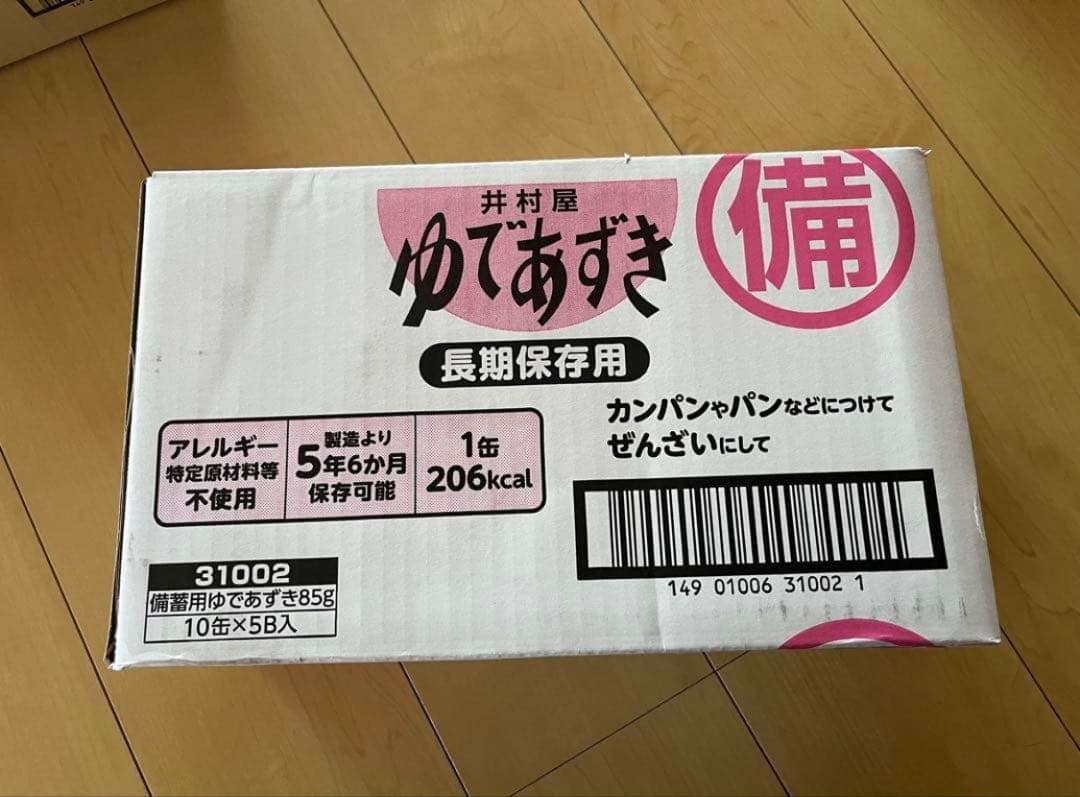 井村屋
ゆであずき
備
長期保存用
カンパンやパンなどにつけて
ぜんざいにして
アレルギー
特定原材料等
不使用
製造より
5年6か月
保存可能
1缶
206kcal
149 01006 31002 1
31002
備蓄用ゆであずき85g
10缶×5B入